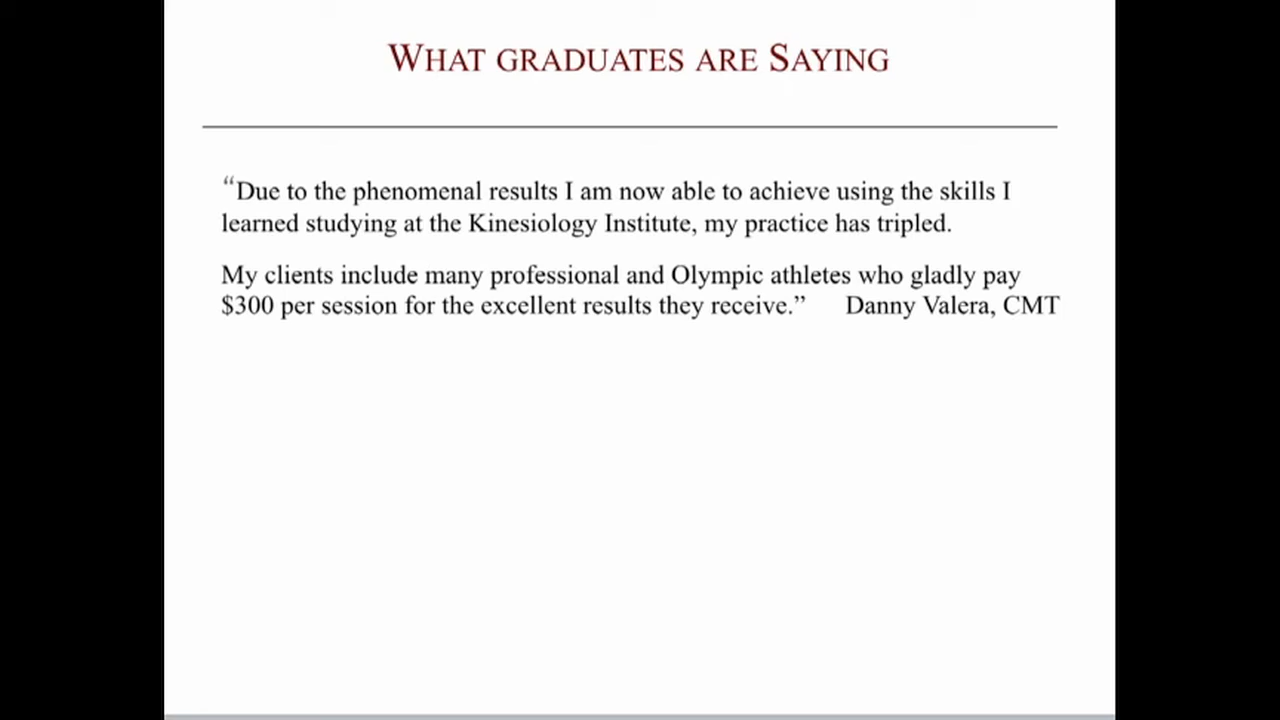 WHAT GRADUATES ARE SAYING
“Due to the phenomenal results I am now able to achieve using the skills I
learned studying at the Kinesiology Institute, my practice has tripled.
My clients include many professional and Olympic athletes who gladly pay
$300 per session for the excellent results they receive.” Danny Valera, CMT